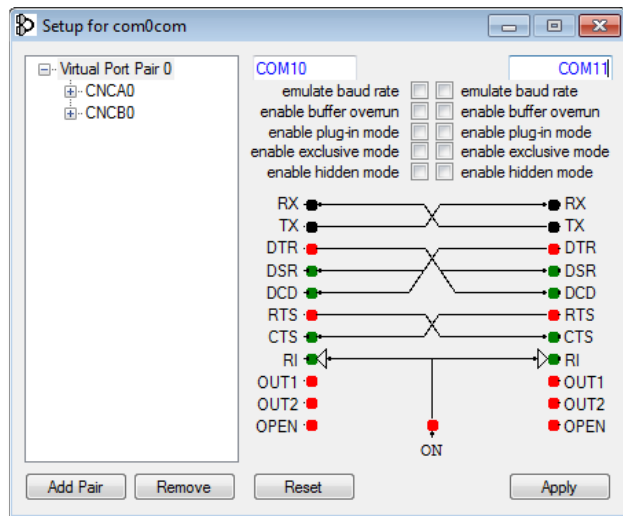 Setup for com0com
Virtual Port Pair 0
CNCA0
CNCB0
COM10 COM11
emulate baud rate emulate baud rate
enable buffer overrun enable buffer overrun
enable plug-in mode enable plug-in mode
enable exclusive mode enable exclusive mode
enable hidden mode enable hidden mode
RX RX
TX TX
DTR DTR
DSR DSR
DCD DCD
RTS RTS
CTS CTS
RI RI
OUT1 OUT1
OUT2 OUT2
OPEN OPEN
ON
Add Pair Remove Reset Apply